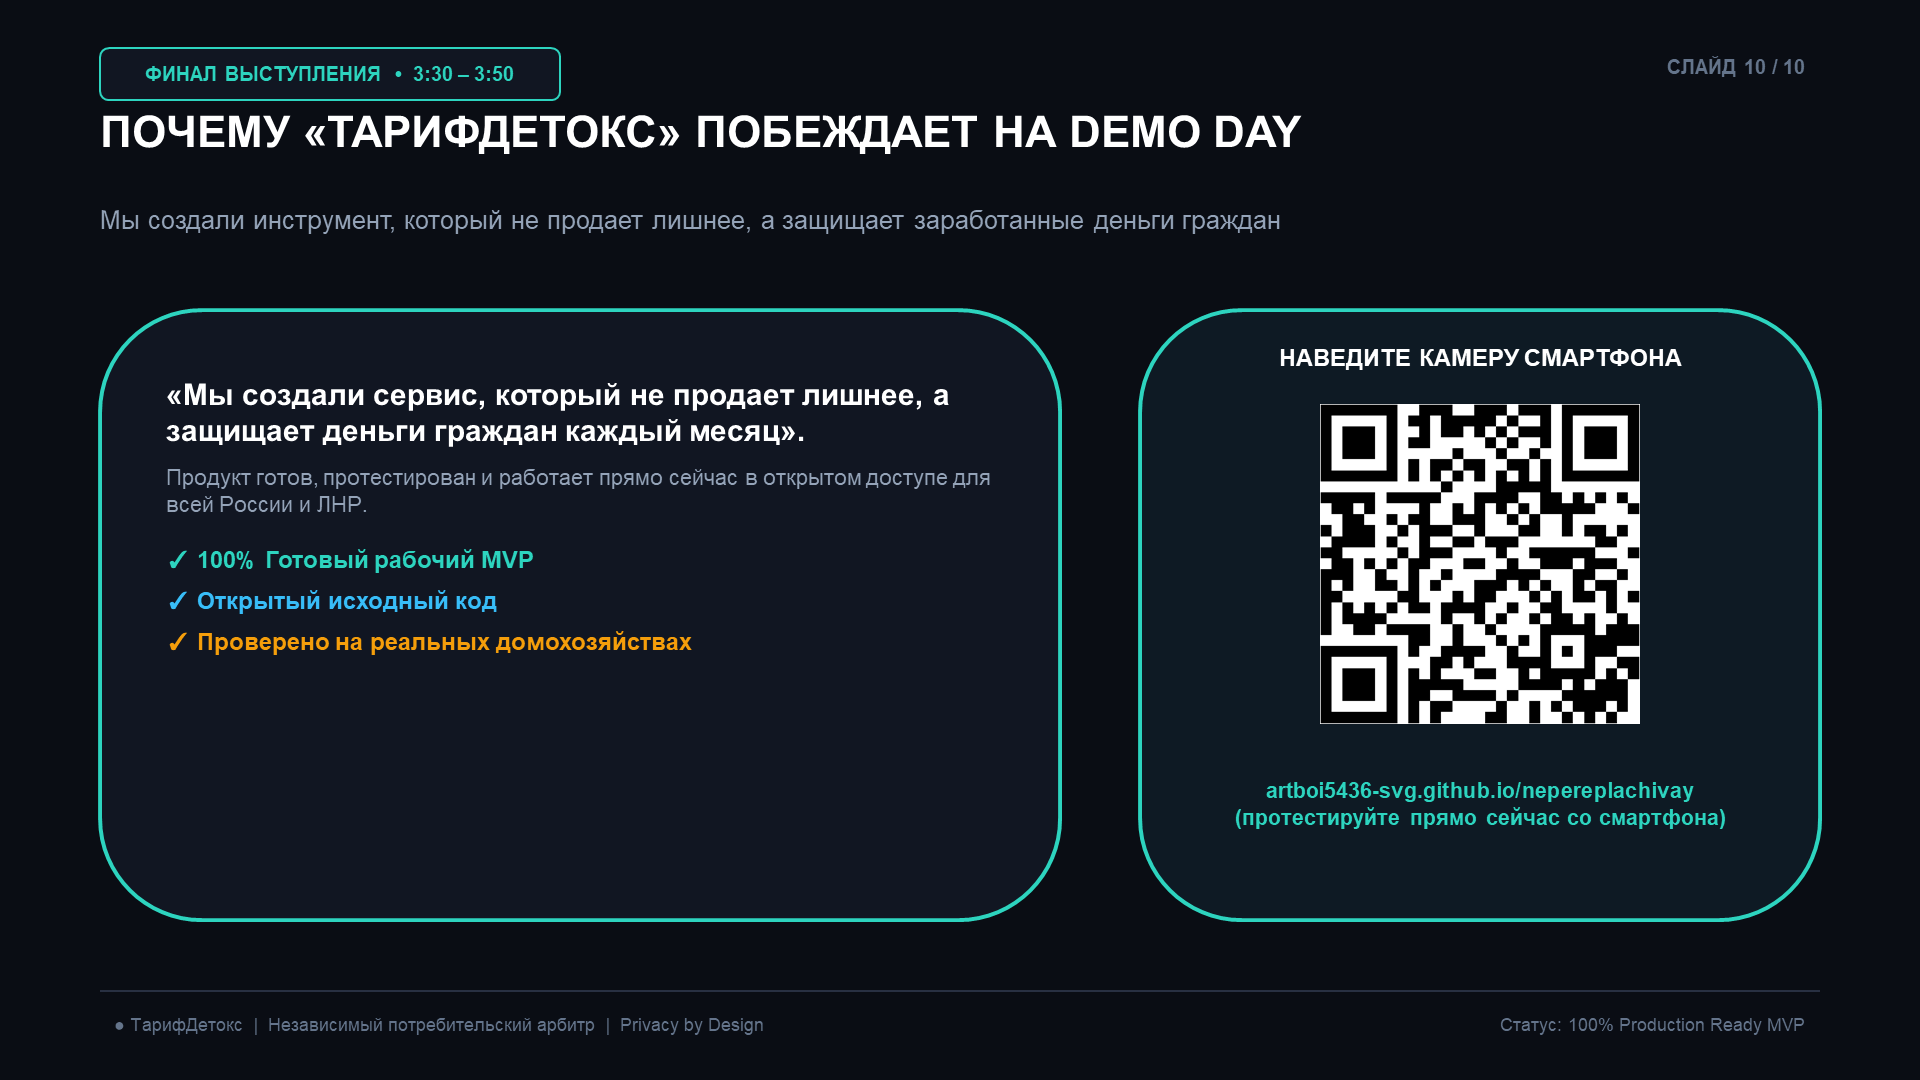 ФИНАЛ ВЫСТУПЛЕНИЯ • 3:30 – 3:50
СЛАЙД 10 / 10
ПОЧЕМУ «ТАРИФДЕТОКС» ПОБЕЖДАЕТ НА DEMO DAY
Мы создали инструмент, который не продает лишнее, а защищает заработанные деньги граждан
«Мы создали сервис, который не продает лишнее, а
защищает деньги граждан каждый месяц».
Продукт готов, протестирован и работает прямо сейчас в открытом доступе для
всей России и ЛНР.
✓ 100% Готовый рабочий MVP
✓ Открытый исходный код
✓ Проверено на реальных домохозяйствах
НАВЕДИТЕ КАМЕРУ СМАРТФОНА
artboi5436-svg.github.io/nepereplachivay
(протестируйте прямо сейчас со смартфона)
● ТарифДетокс | Независимый потребительский арбитр | Privacy by Design
Статус: 100% Production Ready MVP